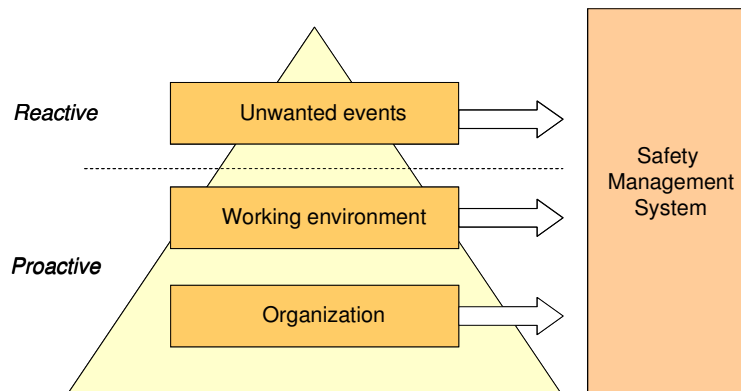 Reactive
Unwanted events
Working environment
Proactive
Organization
Safety
Management
System